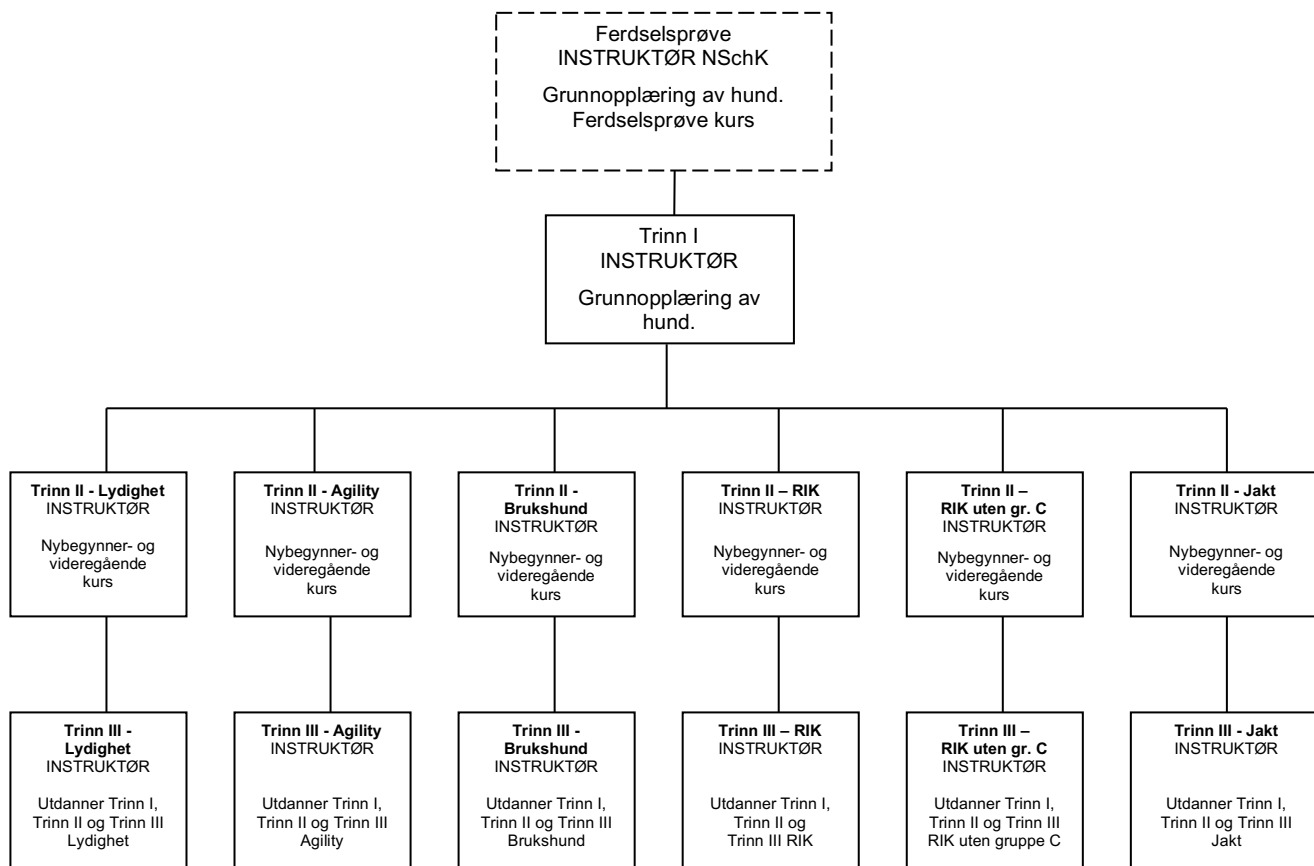 Ferdselsprøve
INSTRUKTØR NSchK
Grunnopplæring av hund.
Ferdselsprøve kurs
Trinn I
INSTRUKTØR
Grunnopplæring av
hund.
Trinn II - Lydighet
INSTRUKTØR
Nybegynner- og
videregående
kurs
Trinn II - Agility
INSTRUKTØR
Nybegynner- og
videregående
kurs
Trinn II -
Brukshund
INSTRUKTØR
Nybegynner- og
videregående
kurs
Trinn II – RIK
INSTRUKTØR
Nybegynner- og
videregående
kurs
Trinn II –
RIK uten gr. C
INSTRUKTØR
Nybegynner- og
videregående
kurs
Trinn II - Jakt
INSTRUKTØR
Nybegynner- og
videregående
kurs
Trinn III -
Lydighet
INSTRUKTØR
Utdanner Trinn I,
Trinn II og Trinn III
Lydighet
Trinn III - Agility
INSTRUKTØR
Utdanner Trinn I,
Trinn II og Trinn III
Agility
Trinn III -
Brukshund
INSTRUKTØR
Utdanner Trinn I,
Trinn II og Trinn III
Brukshund
Trinn III – RIK
INSTRUKTØR
Utdanner Trinn I,
Trinn II og
Trinn III RIK
Trinn III –
RIK uten gr. C
INSTRUKTØR
Utdanner Trinn I,
Trinn II og Trinn III
RIK uten gruppe C
Trinn III - Jakt
INSTRUKTØR
Utdanner Trinn I,
Trinn II og Trinn III
Jakt